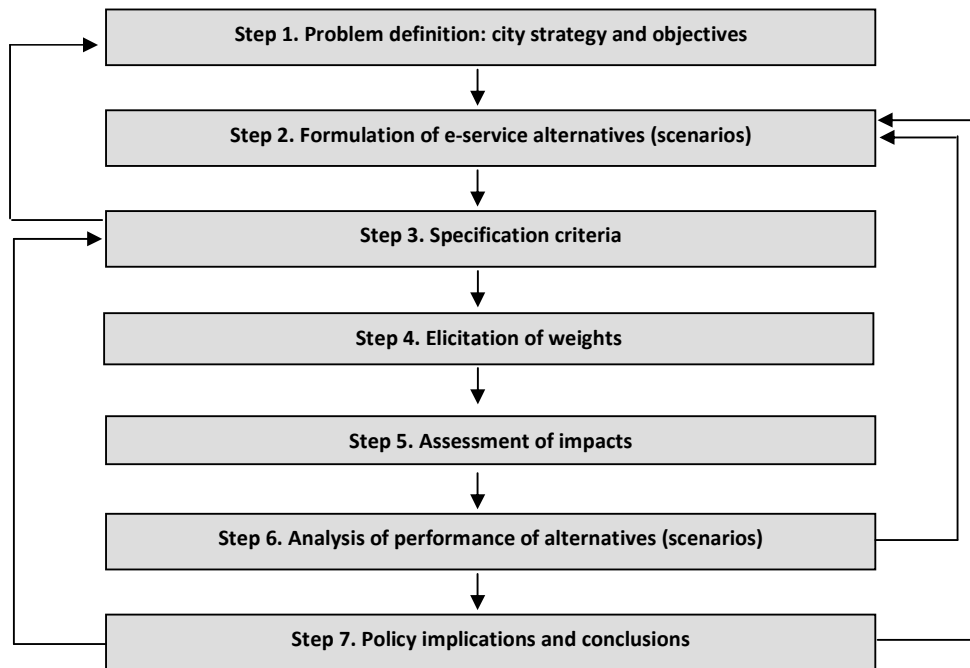 Step 1. Problem definition: city strategy and objectives
Step 2. Formulation of e-service alternatives (scenarios)
Step 3. Specification criteria
Step 4. Elicitation of weights
Step 5. Assessment of impacts
Step 6. Analysis of performance of alternatives (scenarios)
Step 7. Policy implications and conclusions